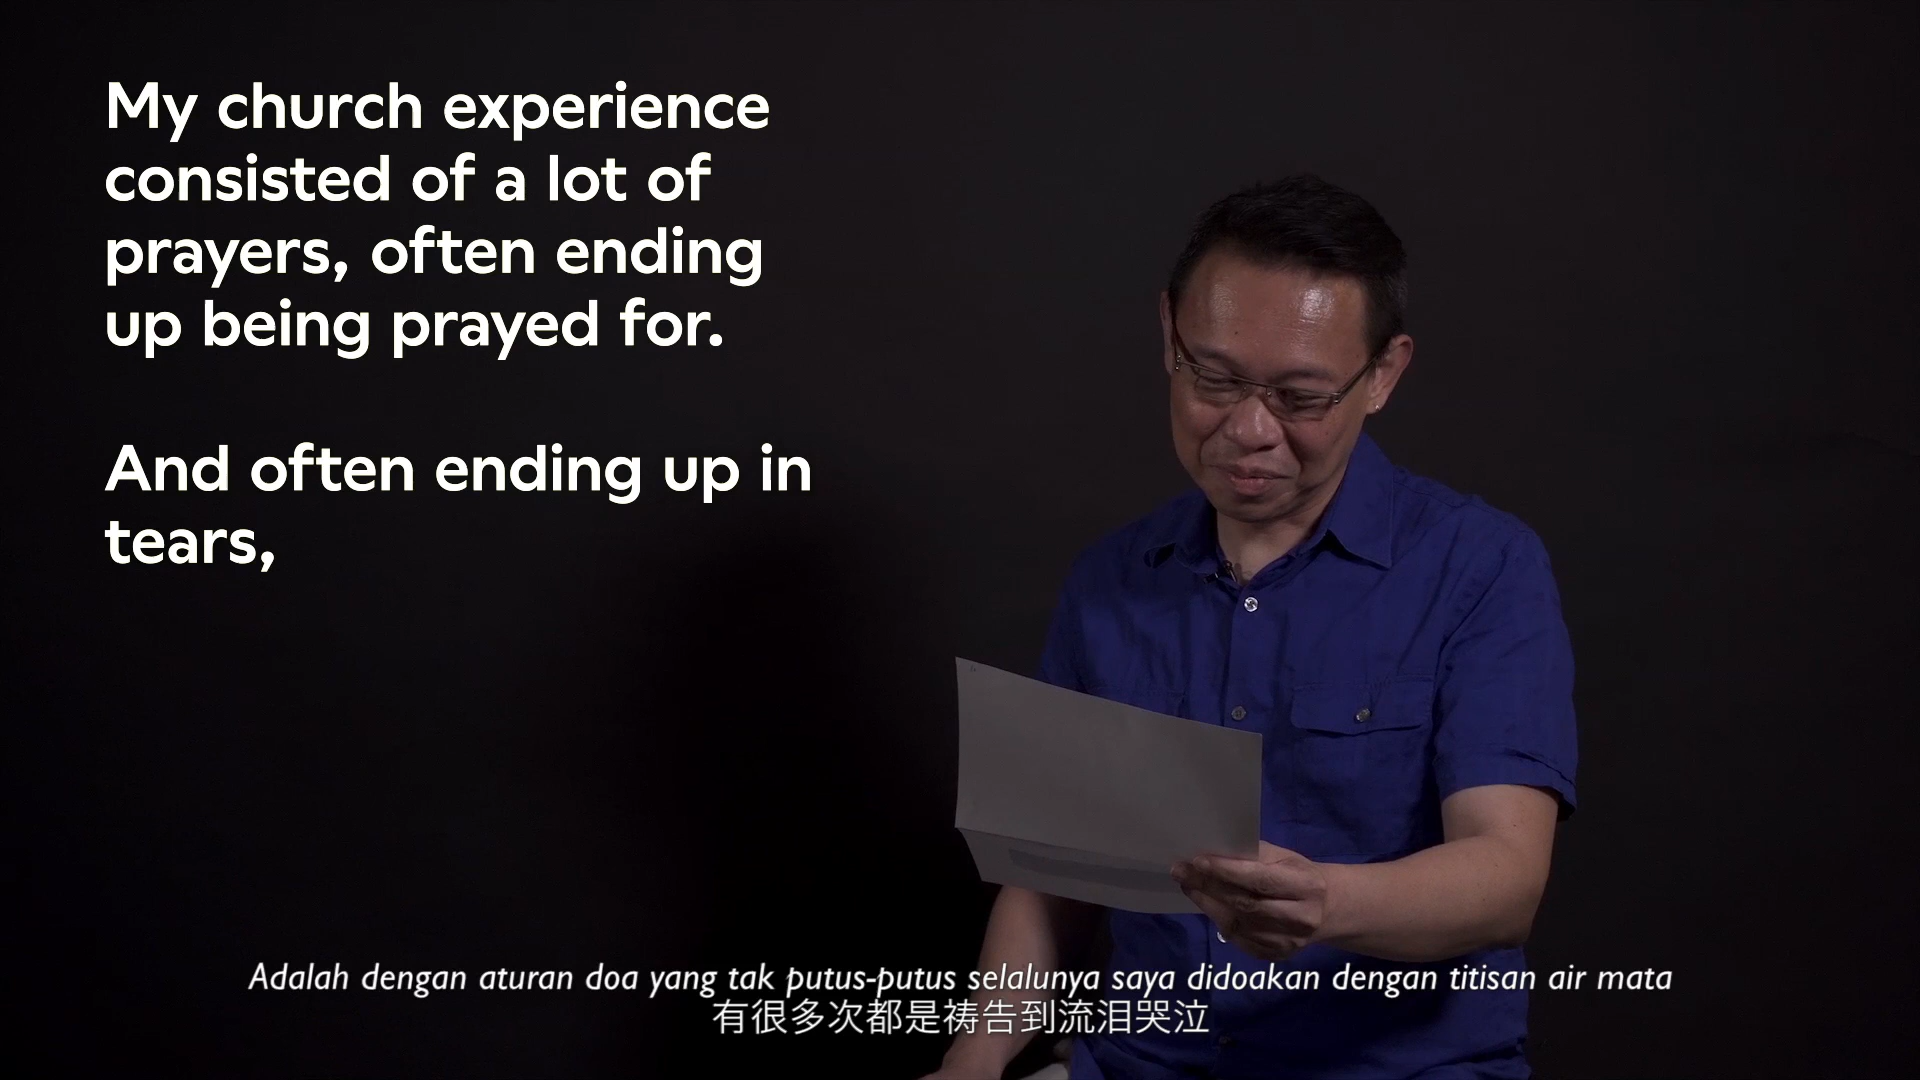 My church experience
consisted of a lot of
prayers, often ending
up being prayed for.
And often ending up in
tears,
Adalah dengan aturan doa yang tak putus-putus selalunya saya didoakan dengan titisan air mata
有很多次都是祷告到流泪哭泣